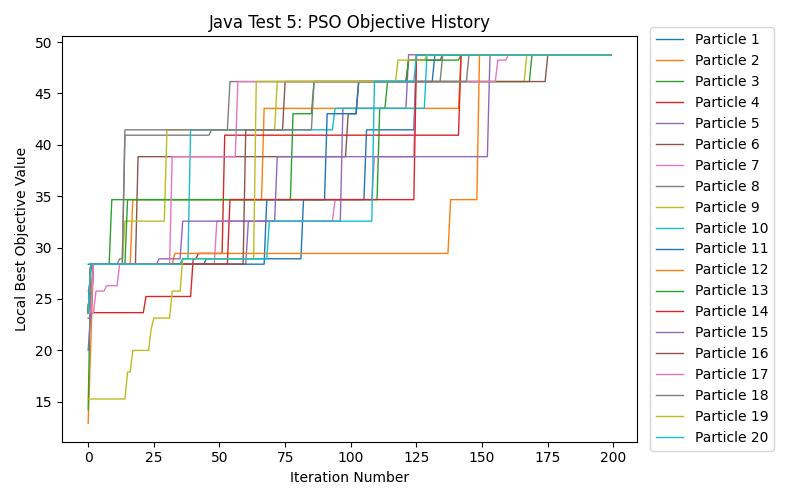 Java Test 5: PSO Objective History
Local Best Objective Value
50
45
40
35
30
25
20
15
0
25
50
75
100
125
150
175
200
Iteration Number
Particle 1
Particle 2
Particle 3
Particle 4
Particle 5
Particle 6
Particle 7
Particle 8
Particle 9
Particle 10
Particle 11
Particle 12
Particle 13
Particle 14
Particle 15
Particle 16
Particle 17
Particle 18
Particle 19
Particle 20